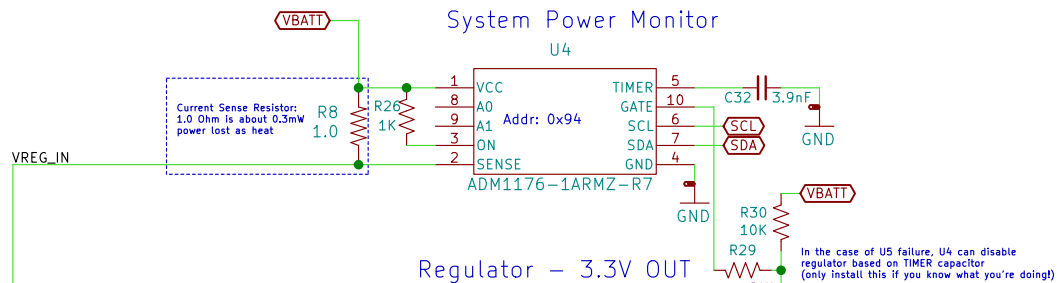 System Power Monitor
VBATT
U4
1 VCC TIMER 5
8 A0 GATE 10
9 A1 SCL 6
3 ON SDA 7
2 SENSE GND 4
Addr: 0x94
ADM1176-1ARMZ-R7
Current Sense Resistor:
1.0 Ohm is about 0.3mW
power lost as heat
R8
1.0
R26
1K
VREG_IN
C32 3.9nF
GND
SCL
SDA
GND
VBATT
R30
10K
R29
In the case of U5 failure, U4 can disable
regulator based on TIMER capacitor
(only install this if you know what you're doing!)
Regulator - 3.3V OUT